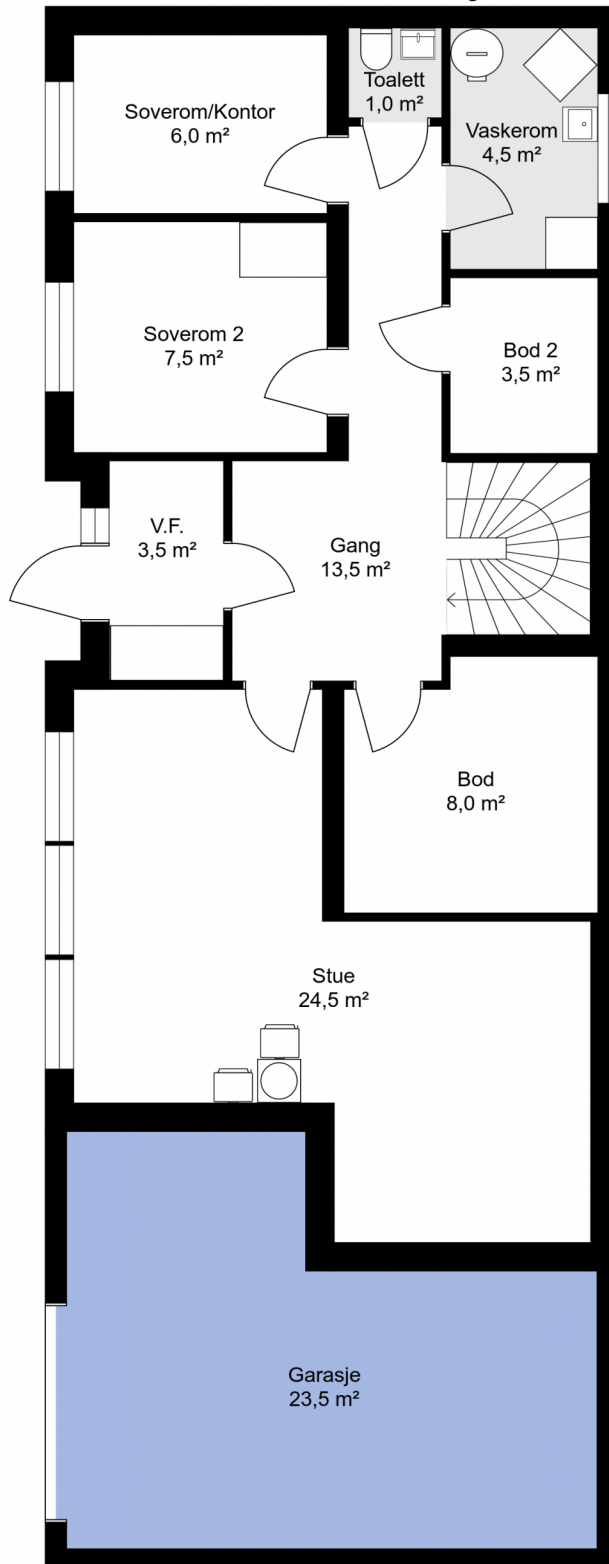 Toalett
1,0 m²
Soverom/Kontor
6,0 m²
Vaskerom
4,5 m²
Soverom 2
7,5 m²
Bod 2
3,5 m²
V.F.
3,5 m²
Gang
13,5 m²
Bod
8,0 m²
Stue
24,5 m²
Garasje
23,5 m²